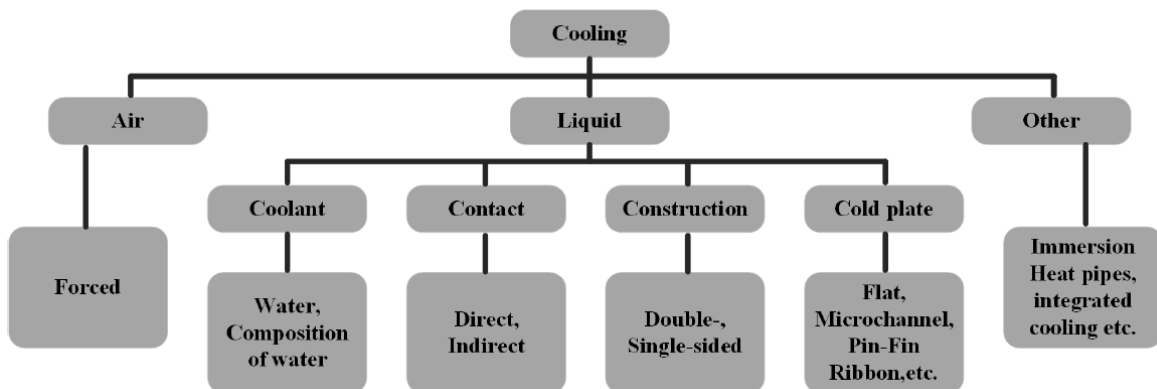 Cooling
Air
Liquid
Other
Coolant
Contact
Construction
Cold plate
Forced
Water,
Composition
of water
Direct,
Indirect
Double-,
Single-sided
Flat,
Microchannel,
Pin-Fin
Ribbon,etc.
Immersion
Heat pipes,
integrated
cooling etc.